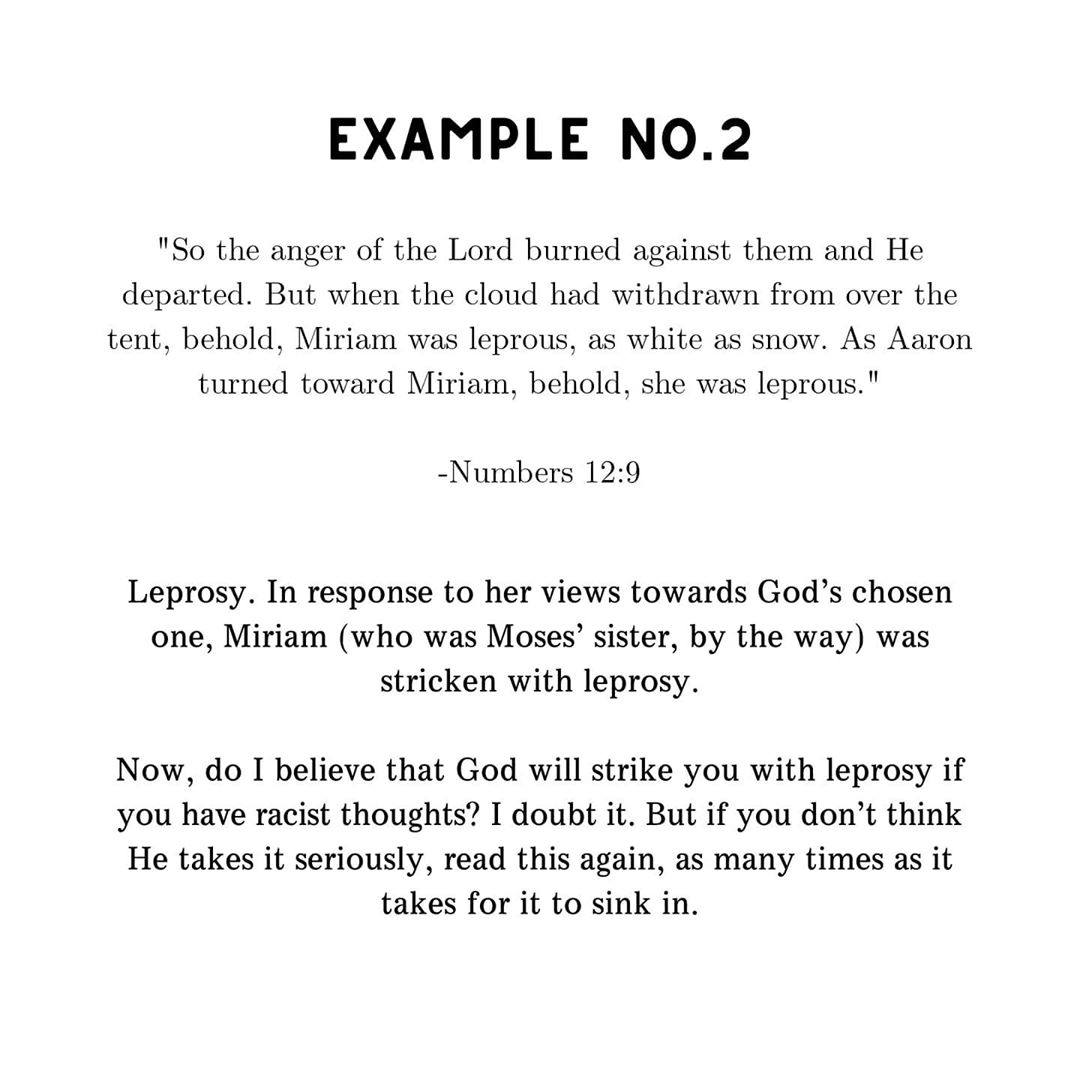 EXAMPLE NO.2
"So the anger of the Lord burned against them and He
departed. But when the cloud had withdrawn from over the
tent, behold, Miriam was leprous, as white as snow. As Aaron
turned toward Miriam, behold, she was leprous."
-Numbers 12:9
Leprosy. In response to her views towards God’s chosen
one, Miriam (who was Moses’ sister, by the way) was
stricken with leprosy.
Now, do I believe that God will strike you with leprosy if
you have racist thoughts? I doubt it. But if you don’t think
He takes it seriously, read this again, as many times as it
takes for it to sink in.